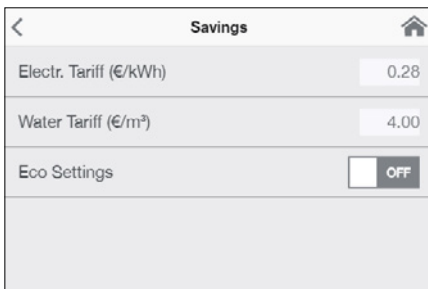 Savings
Electr. Tariff (€/kWh) 0.28
Water Tariff (€/m³) 4.00
Eco Settings OFF